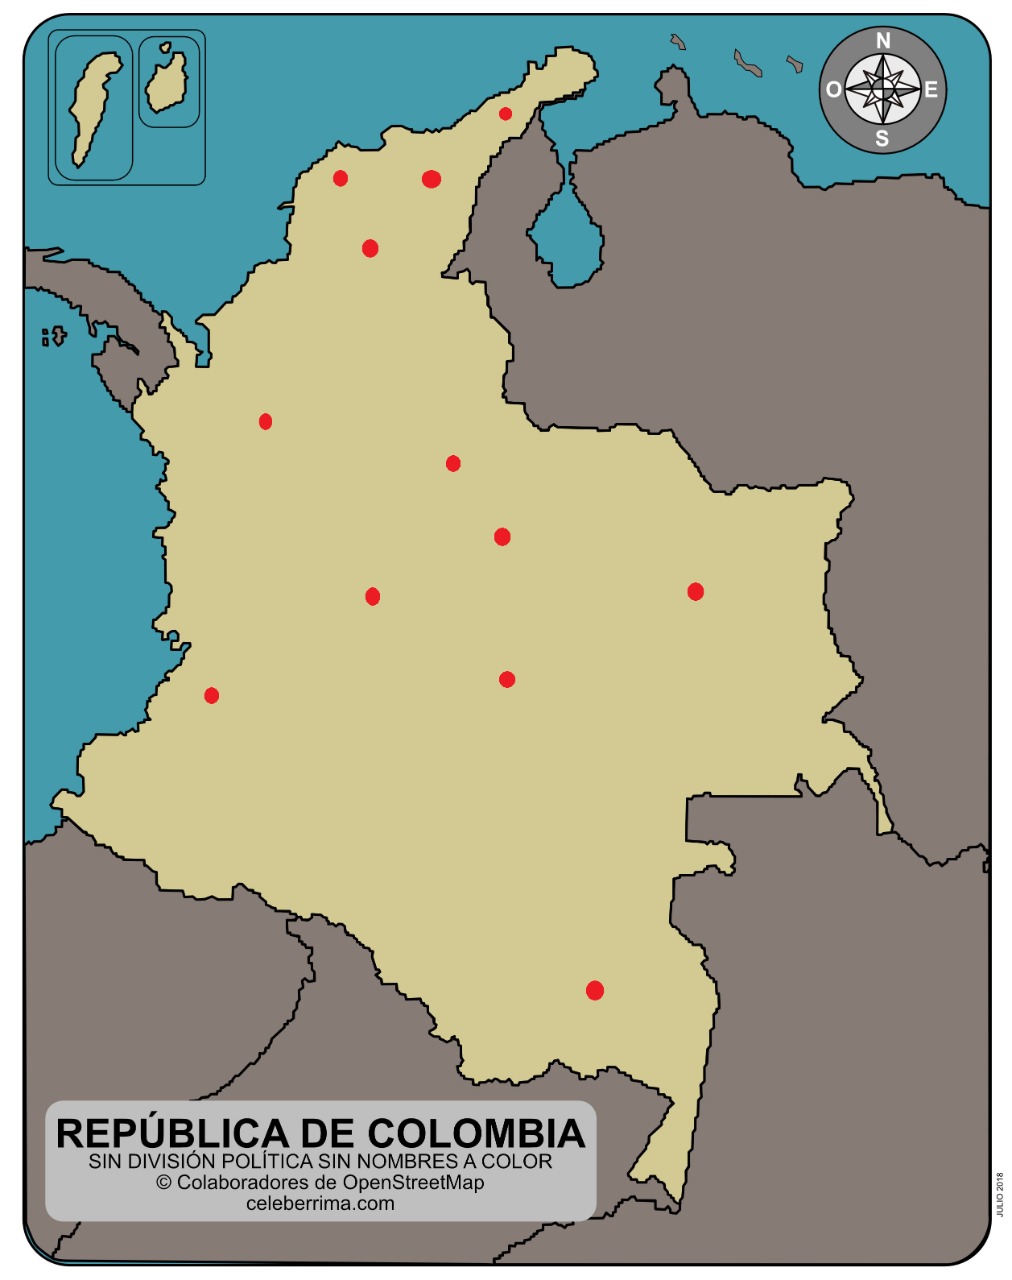 N
O
E
S
REPÚBLICA DE COLOMBIA
SIN DIVISIÓN POLÍTICA SIN NOMBRES A COLOR
© Colaboradores de OpenStreetMap
celeberrima.com
JULIO 2018